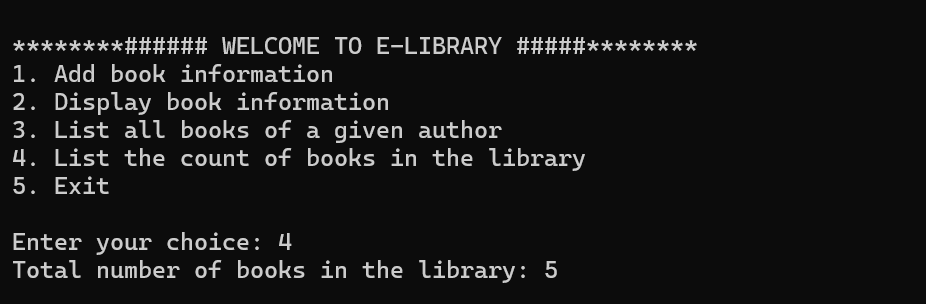 ********###### WELCOME TO E-LIBRARY #####********
1. Add book information
2. Display book information
3. List all books of a given author
4. List the count of books in the library
5. Exit
Enter your choice: 4
Total number of books in the library: 5